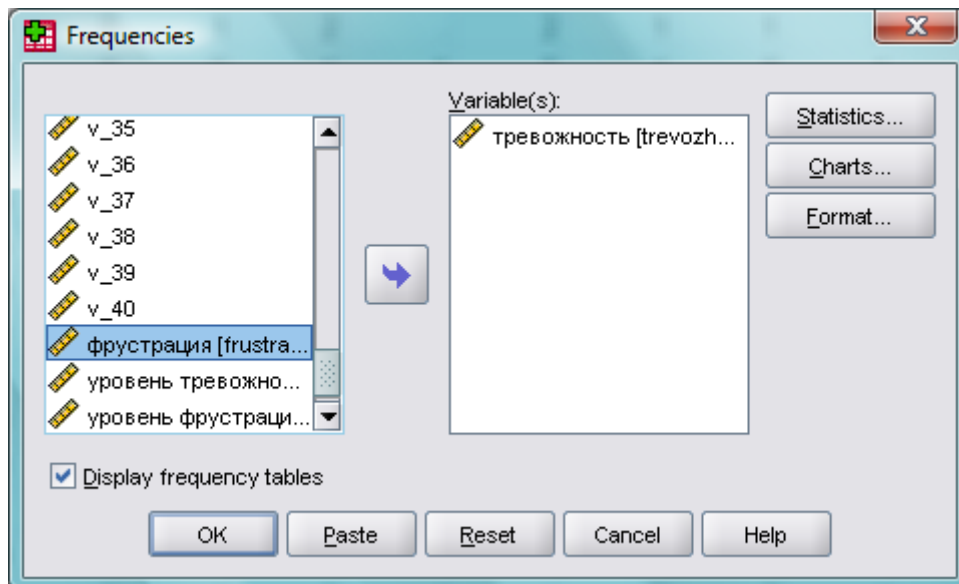 Frequencies
v_35
v_36
v_37
v_38
v_39
v_40
фрустрация [frustra...
уровень тревожно...
уровень фрустраци...
Variable(s):
тревожность [trevozh...
Statistics...
Charts...
Format...
Display frequency tables
OK
Paste
Reset
Cancel
Help